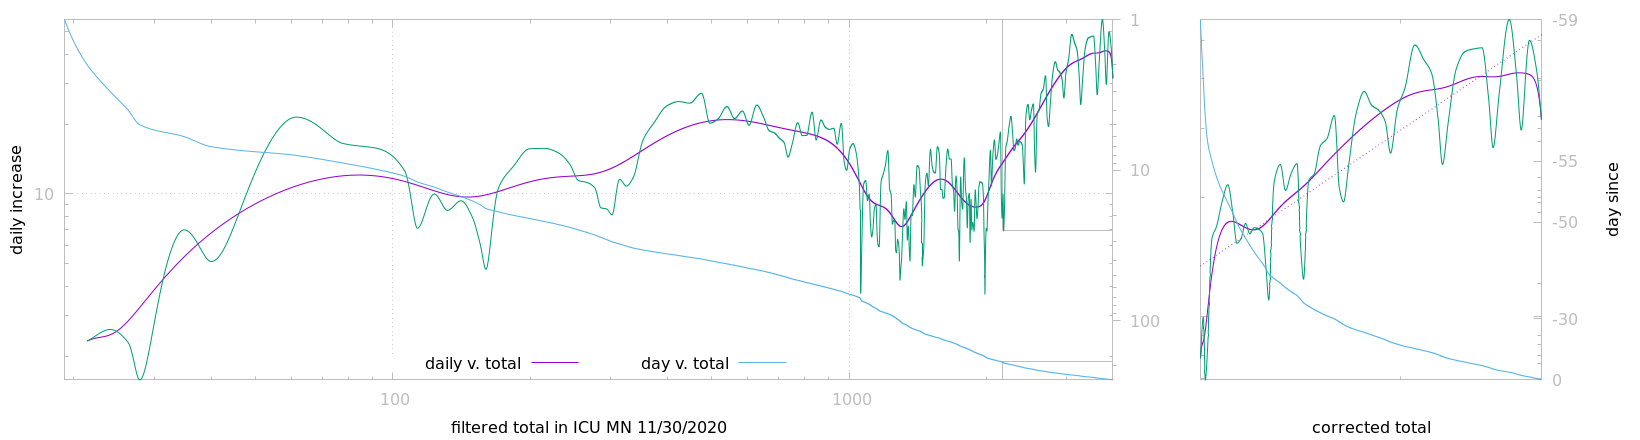 1
-59
10
-55
10
-50
100
-30
0
daily increase
day since
daily v. total
day v. total
100
1000
filtered total in ICU MN 11/30/2020
corrected total